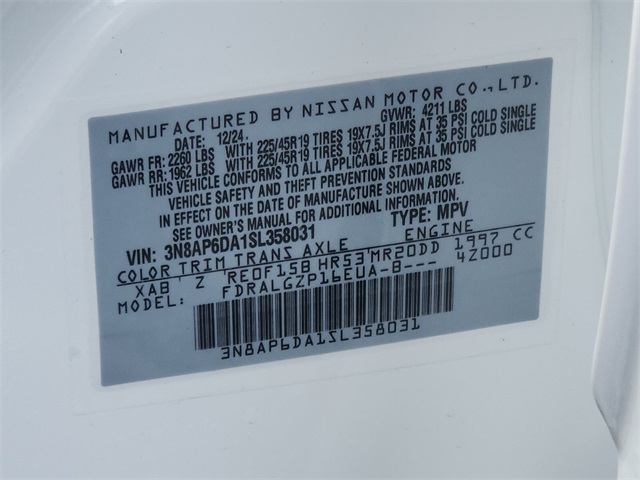 MANUFACTURED BY NISSAN MOTOR CO.,LTD.
DATE: 12/24. GVWR: 4211 LBS
GAWR FR: 2260 LBS WITH 225/45R19 TIRES 19X7.5J RIMS AT 35 PSI COLD SINGLE
GAWR RR: 1962 LBS WITH 225/45R19 TIRES 19X7.5J RIMS AT 35 PSI COLD SINGLE
THIS VEHICLE CONFORMS TO ALL APPLICABLE FEDERAL MOTOR
VEHICLE SAFETY AND THEFT PREVENTION STANDARDS
IN EFFECT ON THE DATE OF MANUFACTURE SHOWN ABOVE.
SEE OWNER'S MANUAL FOR ADDITIONAL INFORMATION.
VIN: 3N8AP6DA1SL358031 TYPE: MPV
COLOR TRIM TRANS AXLE ENGINE
XAB Z RE0F15B HR53 MR20DD 1997 CC
MODEL: FDRALGZP16EUA-B--- 4Z000
3N8AP6DA1SL358031